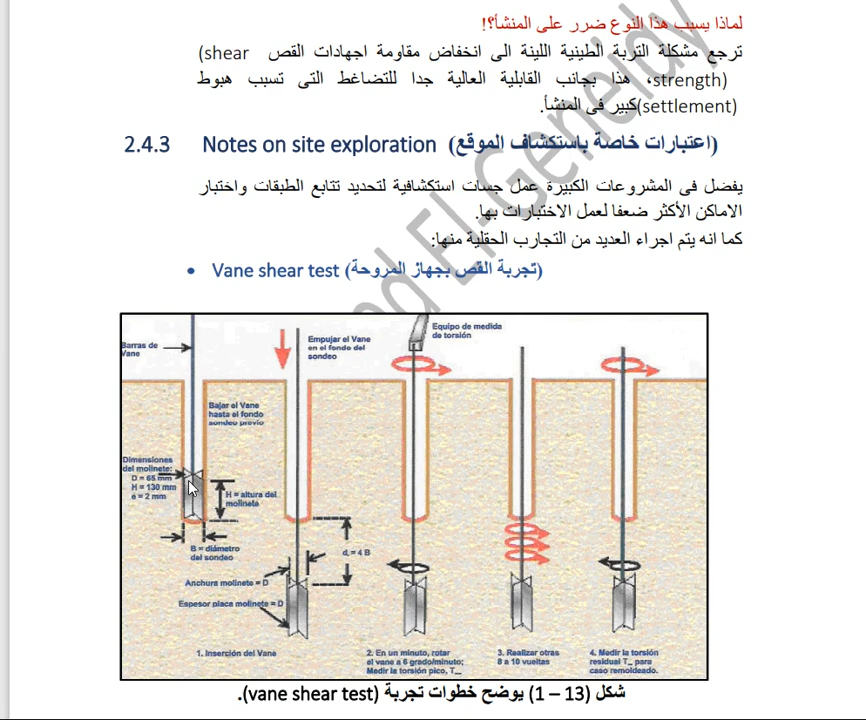 لماذا يسبب هذا النوع ضرر على المنشأ؟!
ترجع مشكلة التربة الطينية اللينة الى انخفاض مقاومة اجهادات القص (shear
strength)، هذا بجانب القابلية العالية جدا للتضاغط التى تسبب هبوط
(settlement)كبير فى المنشأ.
2.4.3 Notes on site exploration (اعتبارات خاصة باستكشاف الموقع)
يفضل فى المشروعات الكبيرة عمل جسات استكشافية لتحديد تتابع الطبقات واختبار
الاماكن الأكثر ضعفا لعمل الاختبارات بها.
كما انه يتم اجراء العديد من التجارب الحقلية منها:
• Vane shear test (تجربة القص بجهاز المروحة)
Barras de
Vane
Empujar el Vane
en el fondo del
sondeo
Equipo de medida
de torsión
Bajar el Vane
hasta el fondo
sondeo previo
Dimensiones
del molinete:
D = 65 mm
H = 130 mm
e = 2 mm
H = altura del
molinete
B = diámetro
del sondeo
d = 4 B
Anchura molinete = D
Espesor placa molinete = D
1. Inserción del Vane
2. En un minuto, rotar
el vane a 6 grado/minuto;
Medir la torsión pico, T
3. Realizar otras
8 a 10 vueltas
4. Medir la torsión
residual T para
caso remoldeado.
شكل (13 – 1) يوضح خطوات تجربة (vane shear test).
ed El-Geneidy